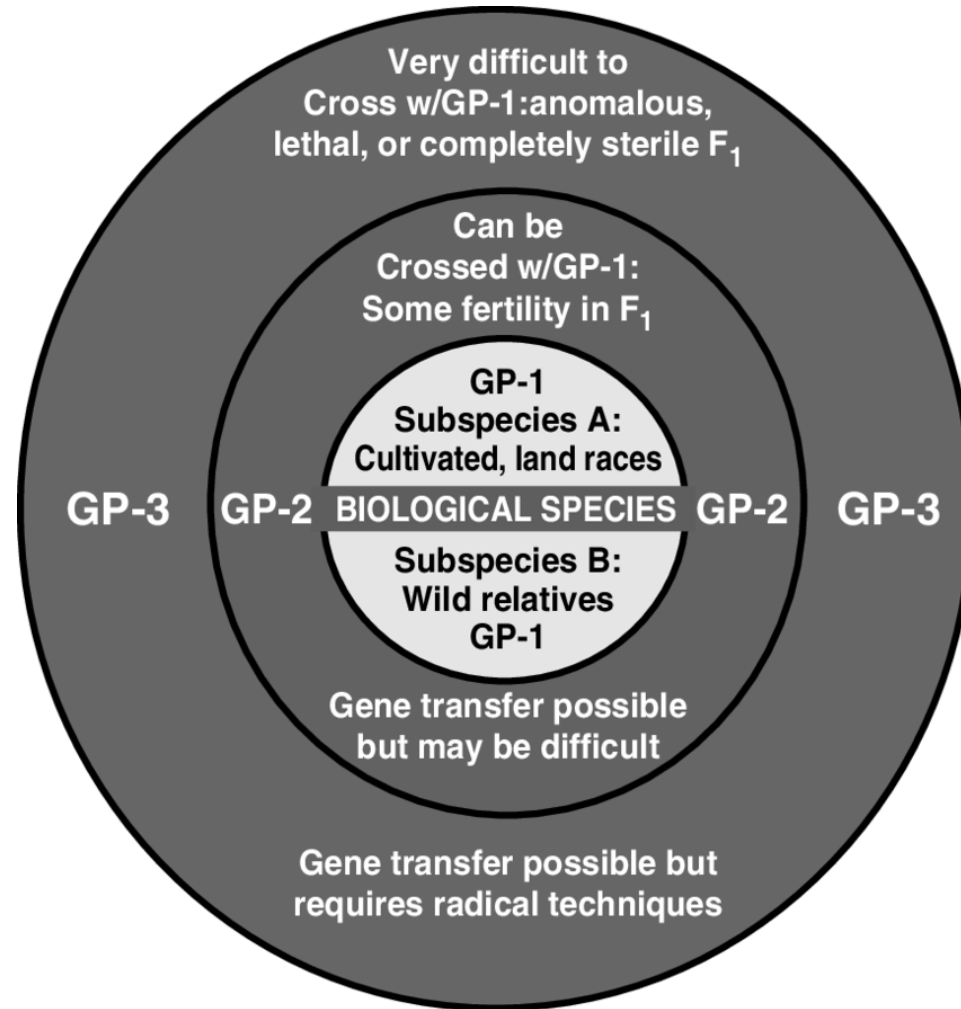 Very difficult to
Cross w/GP-1:anomalous,
lethal, or completely sterile F₁
Can be
Crossed w/GP-1:
Some fertility in F₁
GP-1
Subspecies A:
Cultivated, land races
GP-3 GP-2 BIOLOGICAL SPECIES GP-2 GP-3
Subspecies B:
Wild relatives
GP-1
Gene transfer possible
but may be difficult
Gene transfer possible but
requires radical techniques